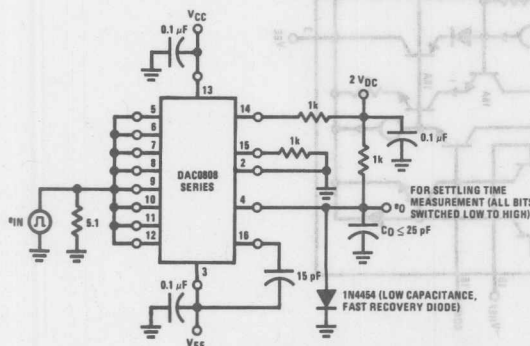 VCC
0.1 µF
13
2 VDC
5
6
7
8
9
10
11
12
14
15
2
4
16
3
DAC0808
SERIES
1k
1k
1k
0.1 µF
eIN
5.1
eO
FOR SETTLING TIME
MEASUREMENT (ALL BITS
SWITCHED LOW TO HIGH)
CO ≤ 25 pF
15 pF
0.1 µF
1N4454 (LOW CAPACITANCE,
FAST RECOVERY DIODE)
VEE